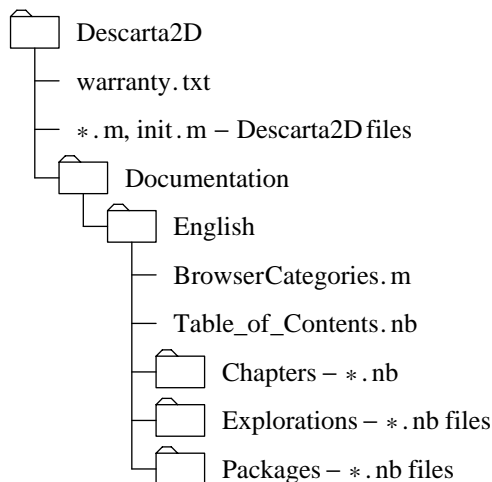 Descarta2D
warranty.txt
*.m, init.m – Descarta2D files
Documentation
English
BrowserCategories.m
Table_of_Contents.nb
Chapters – *.nb
Explorations – *.nb files
Packages – *.nb files